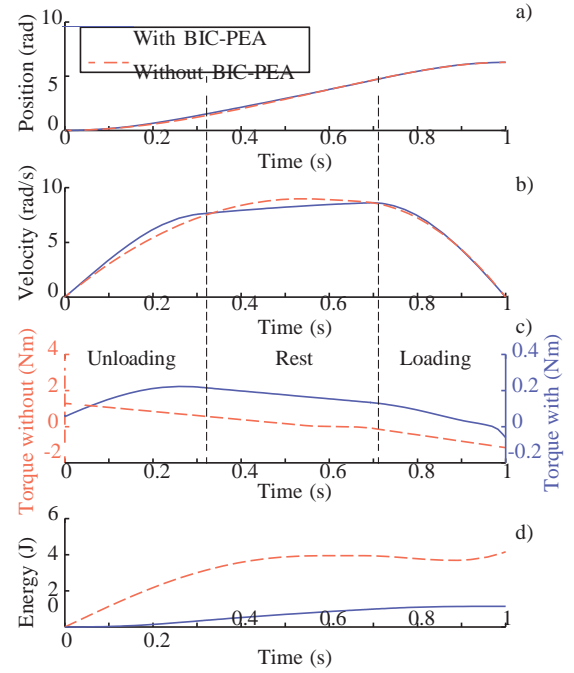 a)
Position (rad)
10
5
0
With BIC-PEA
Without BIC-PEA
0 0.2 0.4 0.6 0.8 1
Time (s)
b)
Velocity (rad/s)
10
5
0
0 0.2 0.4 0.6 0.8 1
Time (s)
c)
Torque without (Nm)
4
2
0
-2
Unloading Rest Loading
0.4
0.2
0
-0.2
Torque with (Nm)
0 0.2 0.4 0.6 0.8 1
Time (s)
d)
Energy (J)
6
4
2
0
0 0.2 0.4 0.6 0.8 1
Time (s)